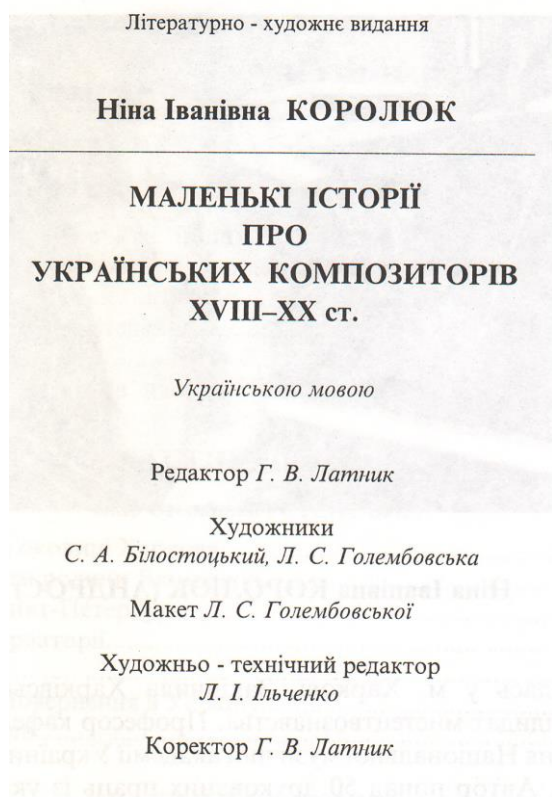 Літературно - художнє видання
Ніна Іванівна КОРОЛЮК
МАЛЕНЬКІ ІСТОРІЇ
ПРО
УКРАЇНСЬКИХ КОМПОЗИТОРІВ
XVIII–XX ст.
Українською мовою
Редактор Г. В. Латник
Художники
С. А. Білостоцький, Л. С. Голембовська
Макет Л. С. Голембовської
Художньо - технічний редактор
Л. І. Ільченко
Коректор Г. В. Латник